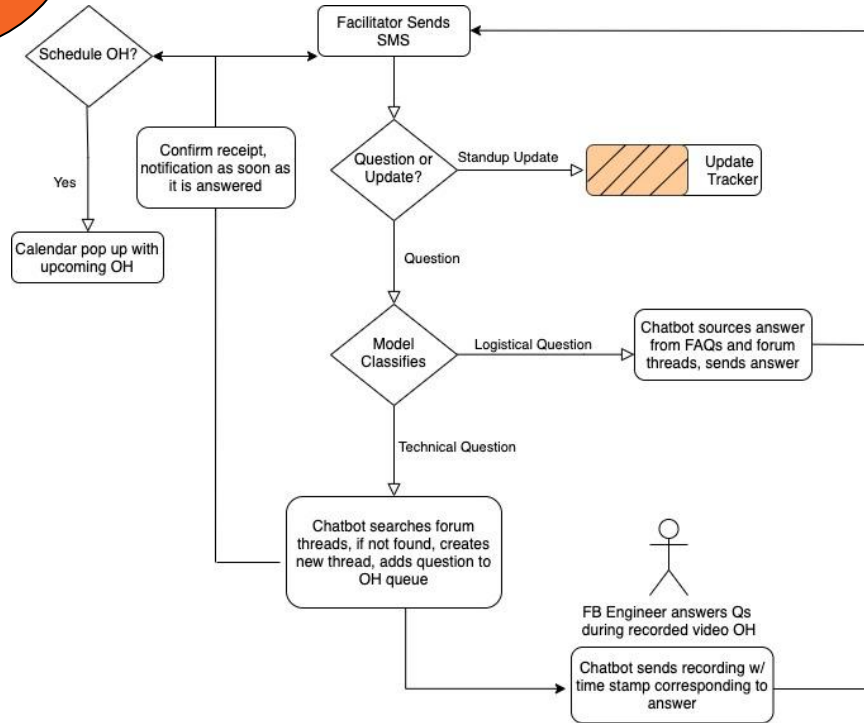 Facilitator Sends
SMS
Schedule OH?
Confirm receipt,
notification as soon as
it is answered
Question or
Update?
Standup Update
Update
Tracker
Yes
Calendar pop up with
upcoming OH
Question
Model
Classifies
Logistical Question
Chatbot sources answer
from FAQs and forum
threads, sends answer
Technical Question
Chatbot searches forum
threads, if not found, creates
new thread, adds question to
OH queue
FB Engineer answers Qs
during recorded video OH
Chatbot sends recording w/
time stamp corresponding to
answer